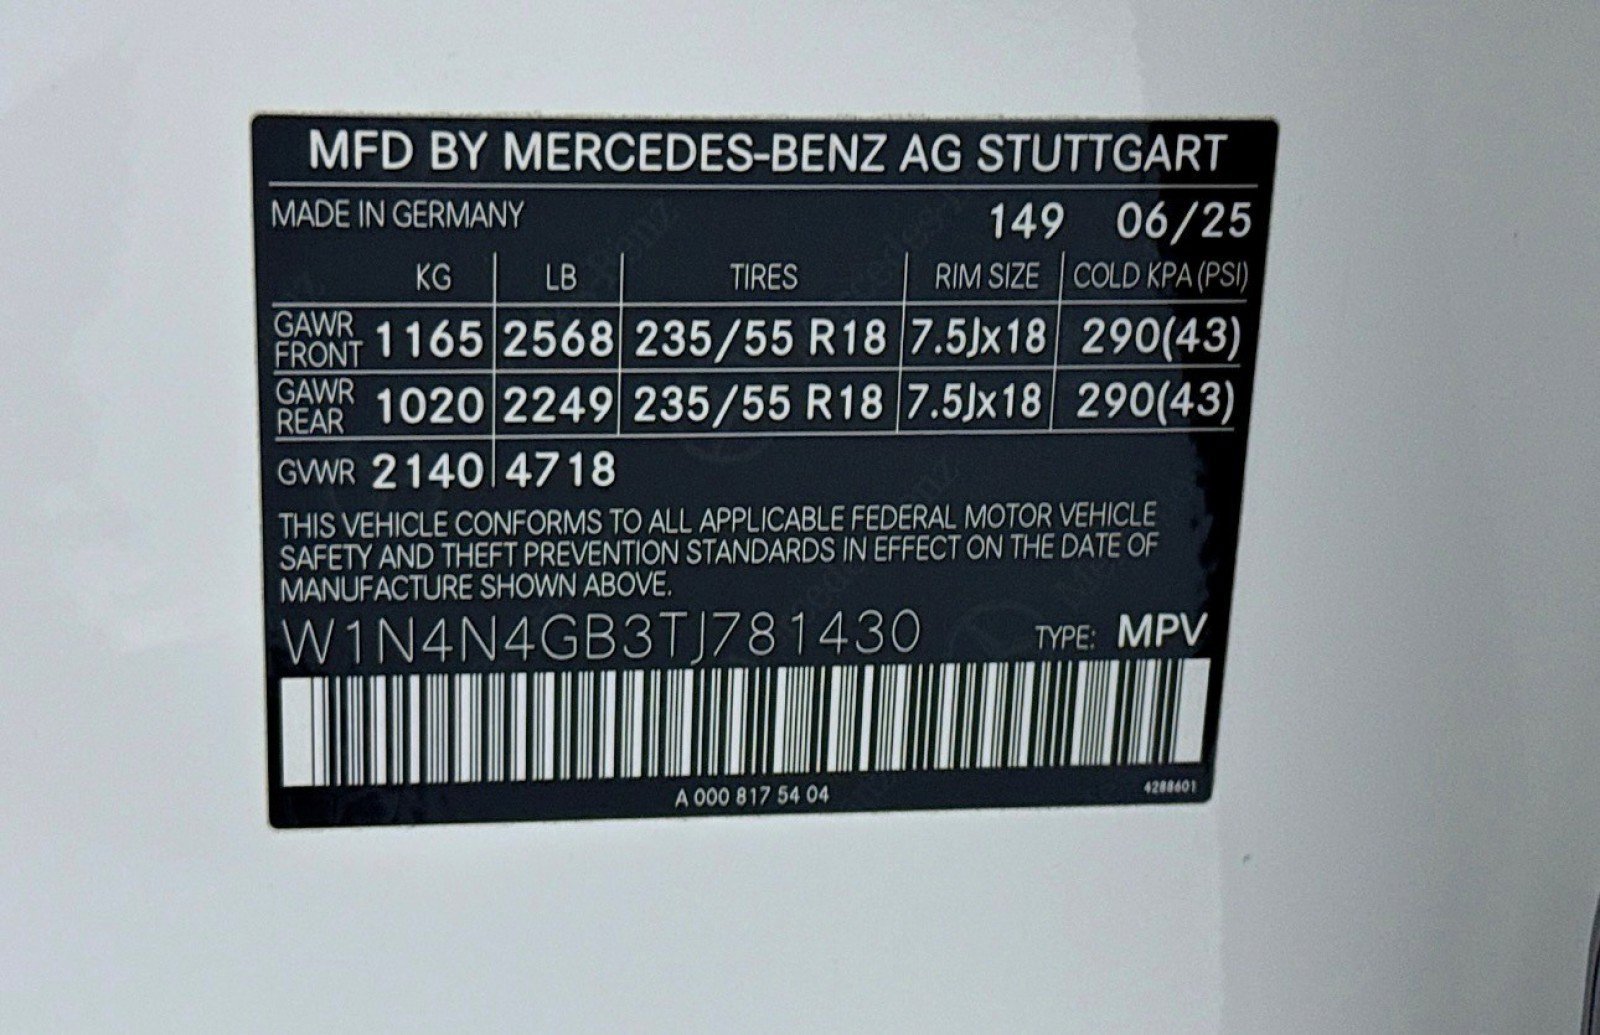 MFD BY MERCEDES-BENZ AG STUTTGART
MADE IN GERMANY 149 06/25
KG LB TIRES RIM SIZE COLD KPA (PSI)
GAWR FRONT 1165 2568 235/55 R18 7.5Jx18 290(43)
GAWR REAR 1020 2249 235/55 R18 7.5Jx18 290(43)
GVWR 2140 4718
THIS VEHICLE CONFORMS TO ALL APPLICABLE FEDERAL MOTOR VEHICLE
SAFETY AND THEFT PREVENTION STANDARDS IN EFFECT ON THE DATE OF
MANUFACTURE SHOWN ABOVE.
W1N4N4GB3TJ781430 TYPE: MPV
A 000 817 54 04 4288601